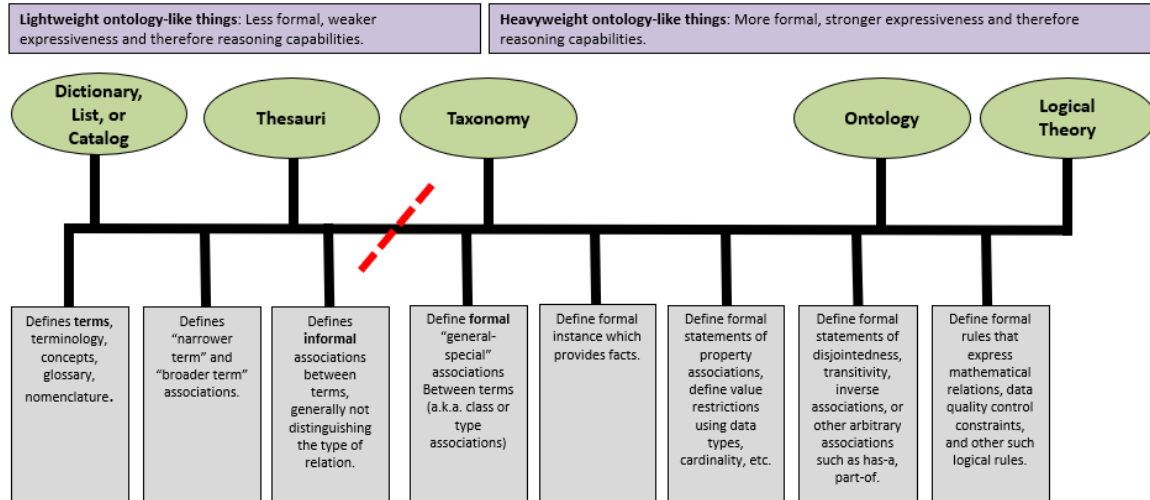 Lightweight ontology-like things: Less formal, weaker
expressiveness and therefore reasoning capabilities.
Heavyweight ontology-like things: More formal, stronger expressiveness and therefore
reasoning capabilities.
Dictionary,
List, or
Catalog
Thesauri
Taxonomy
Ontology
Logical
Theory
Defines terms,
terminology,
concepts,
glossary,
nomenclature.
Defines
“narrower
term” and
“broader term”
associations.
Defines
informal
associations
between
terms,
generally not
distinguishing
the type of
relation.
Define formal
“general-
special”
associations
Between terms
(a.k.a. class or
type associations)
Define formal
instance which
provides facts.
Define formal
statements of
property
associations,
define value
restrictions
using data
types,
cardinality, etc.
Define formal
statements of
disjointedness,
transitivity,
inverse
associations, or
other arbitrary
associations
such as has-a,
part-of.
Define formal
rules that
express
mathematical
relations, data
quality control
constraints,
and other such
logical rules.